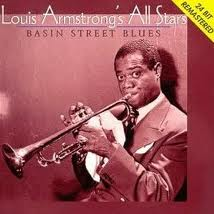 Louis Armstrong's All Stars
BASIN STREET BLUES
24 BIT
REMASTERED